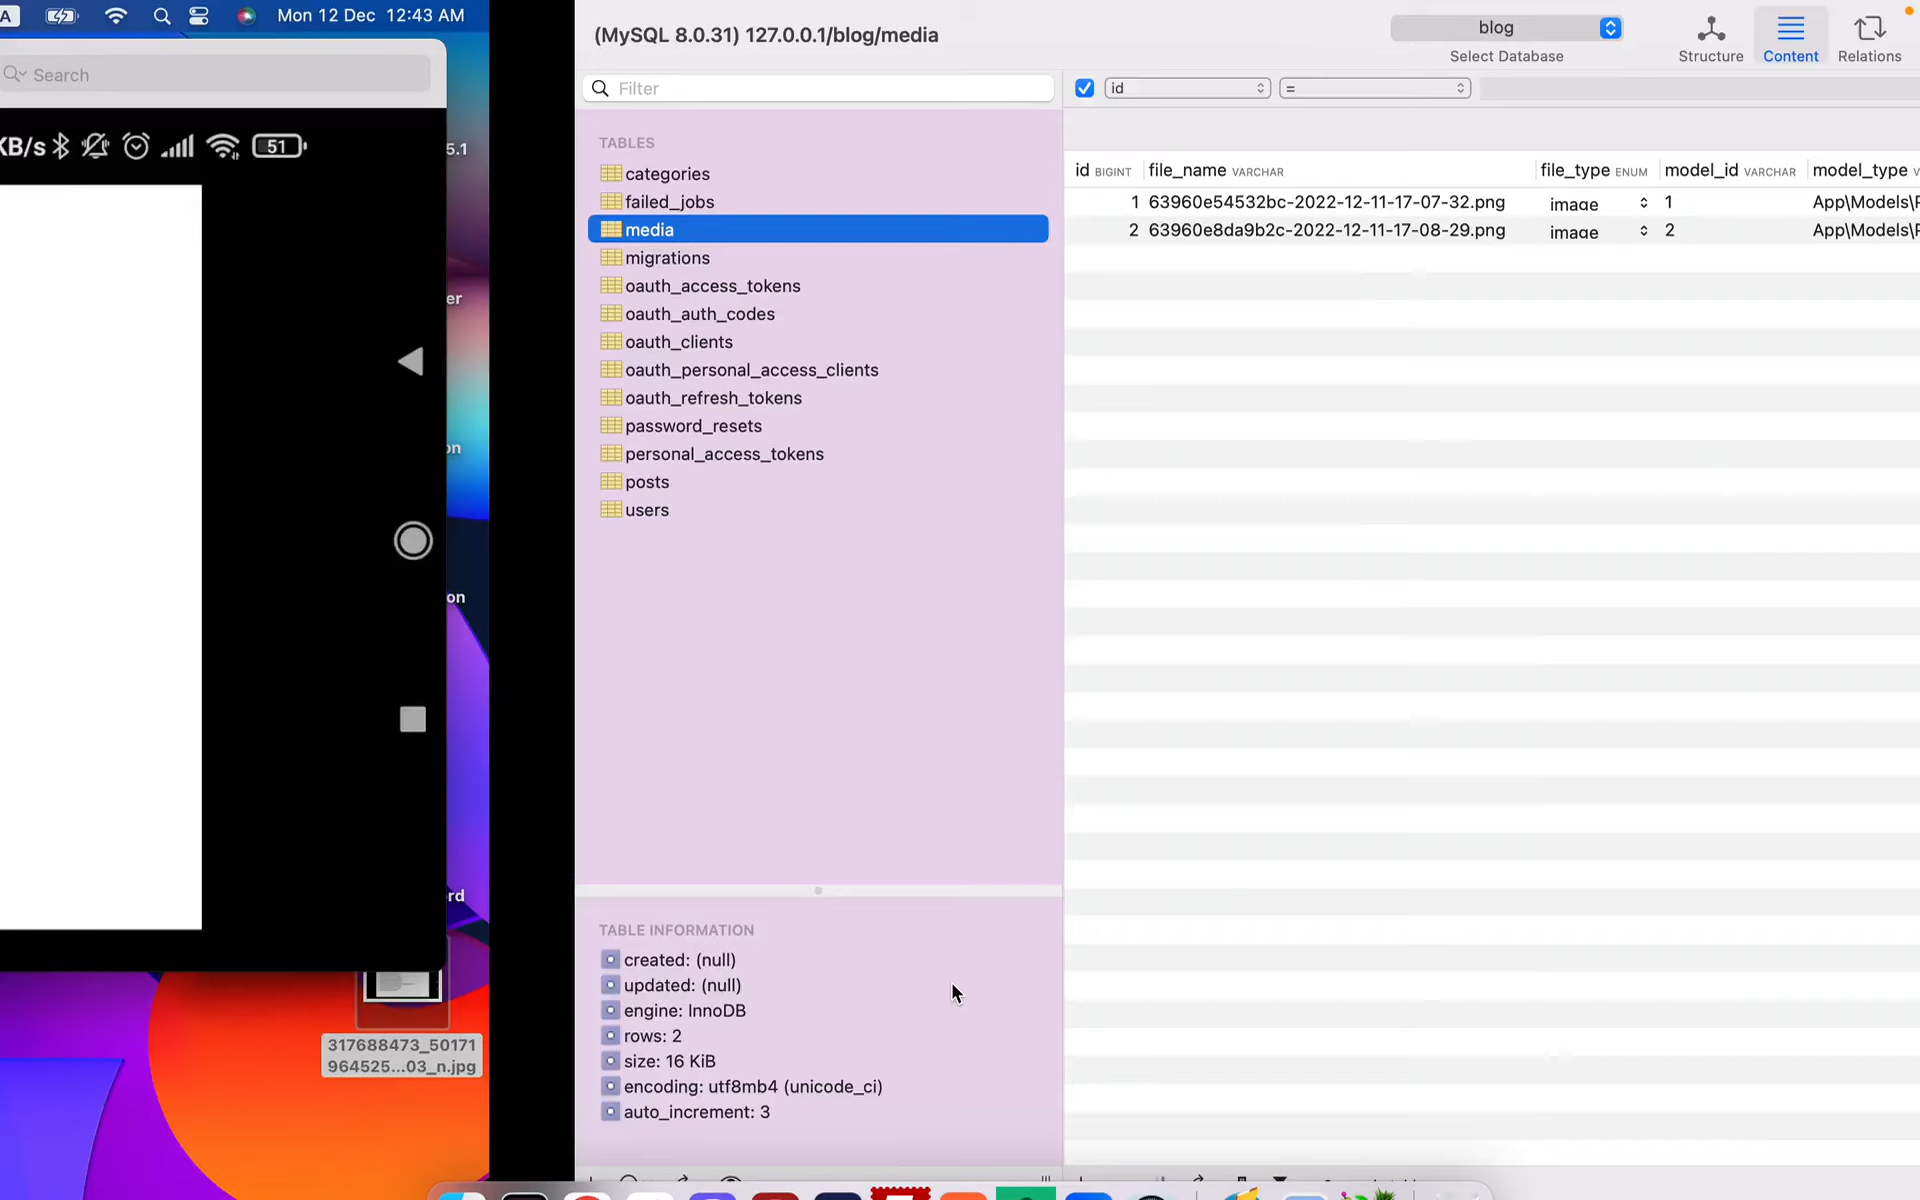 Mon 12 Dec 12:43 AM
Search
KB/s
51
5.1
er
on
on
rd
317688473_50171
964525...03_n.jpg
(MySQL 8.0.31) 127.0.0.1/blog/media
blog
Select Database
Structure
Content
Relations
Filter
id
=
TABLES
categories
failed_jobs
media
migrations
oauth_access_tokens
oauth_auth_codes
oauth_clients
oauth_personal_access_clients
oauth_refresh_tokens
password_resets
personal_access_tokens
posts
users
id BIGINT file_name VARCHAR file_type ENUM model_id VARCHAR model_type
1 63960e54532bc-2022-12-11-17-07-32.png image 1 App\Models\P
2 63960e8da9b2c-2022-12-11-17-08-29.png image 2 App\Models\P
TABLE INFORMATION
created: (null)
updated: (null)
engine: InnoDB
rows: 2
size: 16 KiB
encoding: utf8mb4 (unicode_ci)
auto_increment: 3